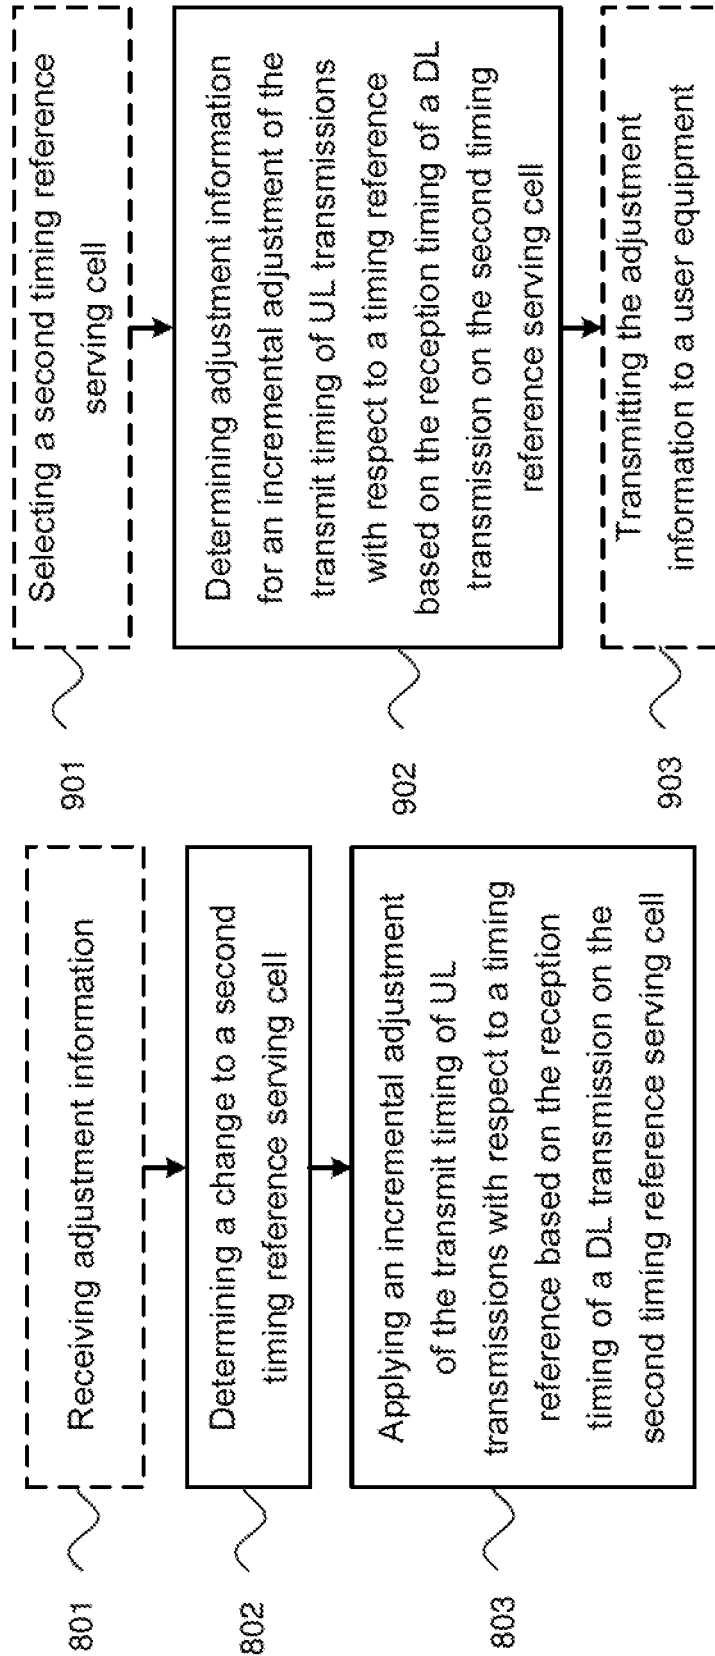 801
Receiving adjustment information
802
Determining a change to a second
timing reference serving cell
803
Applying an incremental adjustment
of the transmit timing of UL
transmissions with respect to a timing
reference based on the reception
timing of a DL transmission on the
second timing reference serving cell
901
Selecting a second timing reference
serving cell
902
Determining adjustment information
for an incremental adjustment of the
transmit timing of UL transmissions
with respect to a timing reference
based on the reception timing of a DL
transmission on the second timing
reference serving cell
903
Transmitting the adjustment
information to a user equipment